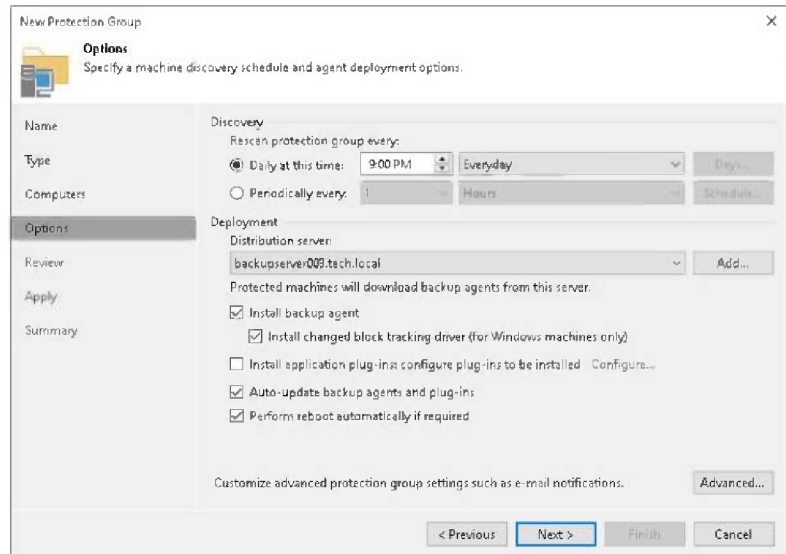 New Protection Group
Options
Specify a machine discovery schedule and agent deployment options.
Name
Type
Computers
Options
Review
Apply
Summary
Discovery
Rescan protection group every:
Daily at this time: 9:00 PM Everyday Days...
Periodically every: 1 Hours Schedule...
Deployment
Distribution server:
backupserver003.tech.local Add...
Protected machines will download backup agents from this server.
Install backup agent
Install changed block tracking driver (for Windows machines only)
Install application plug-ins: configure plug-ins to be installed Configure...
Auto-update backup agents and plug-ins
Perform reboot automatically if required
Customize advanced protection group settings such as e-mail notifications. Advanced...
< Previous Next > Finish Cancel